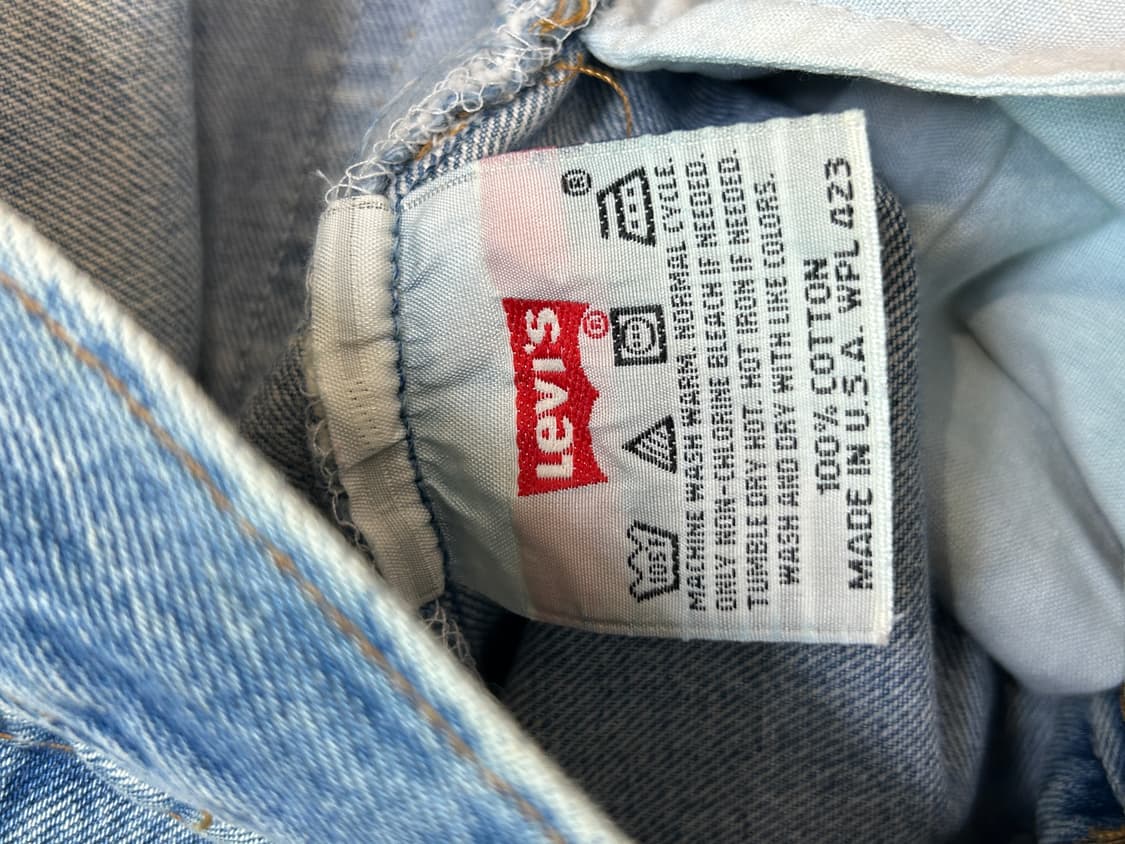 LEVI'S®
®
MACHINE WASH WARM. NORMAL CYCLE.
ONLY NON-CHLORINE BLEACH IF NEEDED.
TUMBLE DRY HOT. HOT IRON IF NEEDED.
WASH AND DRY WITH LIKE COLORS.
100% COTTON
MADE IN U.S.A. WPL 423